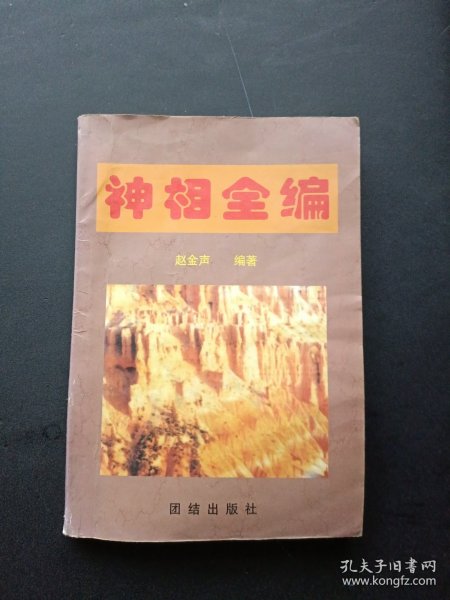 神相全编
赵金声 编著
团结出版社
孔夫子旧书网
www.kongfz.com